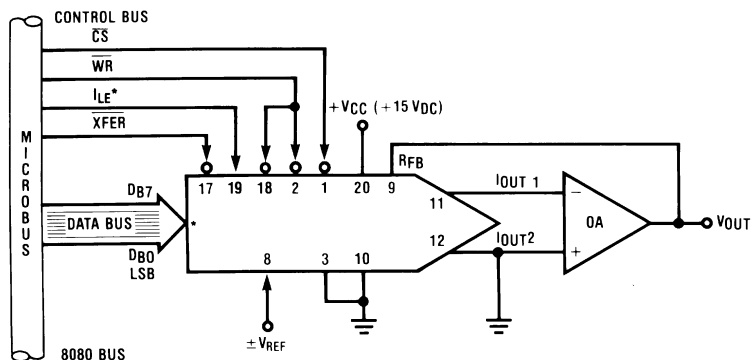 CONTROL BUS
CS
WR
ILE*
XFER
+VCC (+15 VDC)
RFB
17 19 18 2 1 20 9
MICROBUS
DB7
DATA BUS
*
DB0
LSB
11
IOUT 1
−
OA
VOUT
12
IOUT2
+
8 3 10
±VREF
8080 BUS